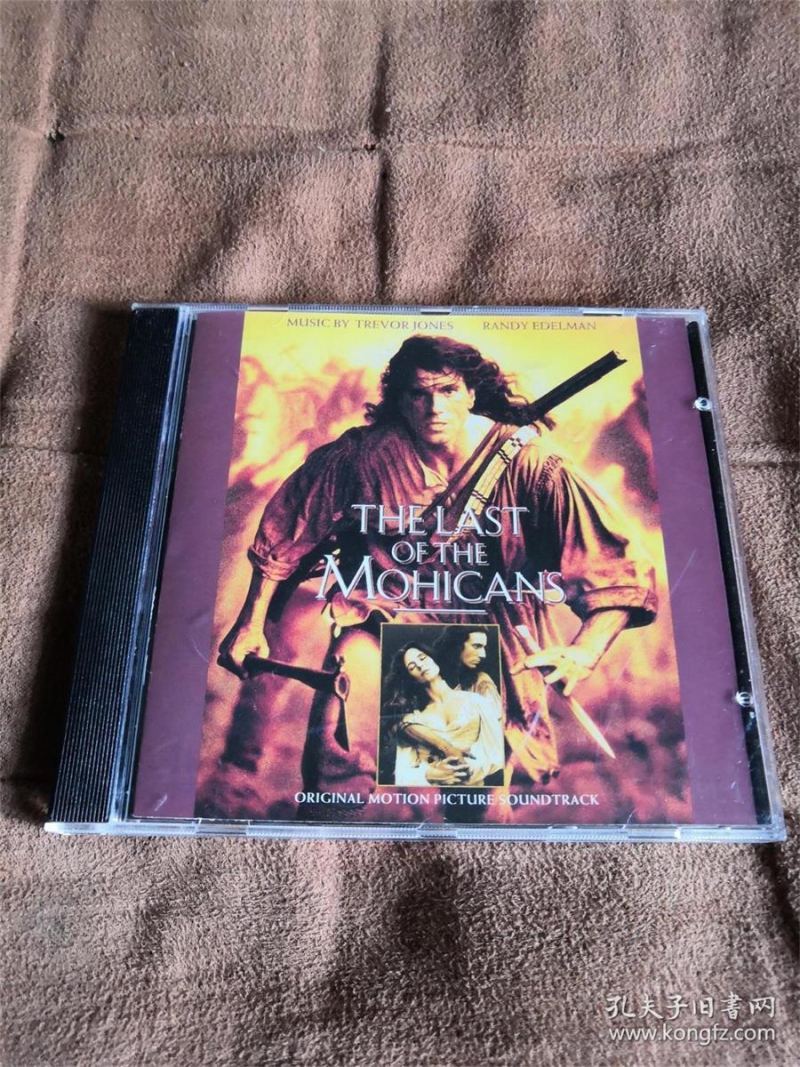 MUSIC BY TREVOR JONES RANDY EDELMAN
THE LAST
OF THE
MOHICANS
ORIGINAL MOTION PICTURE SOUNDTRACK
孔夫子旧書网
www.kongfz.com